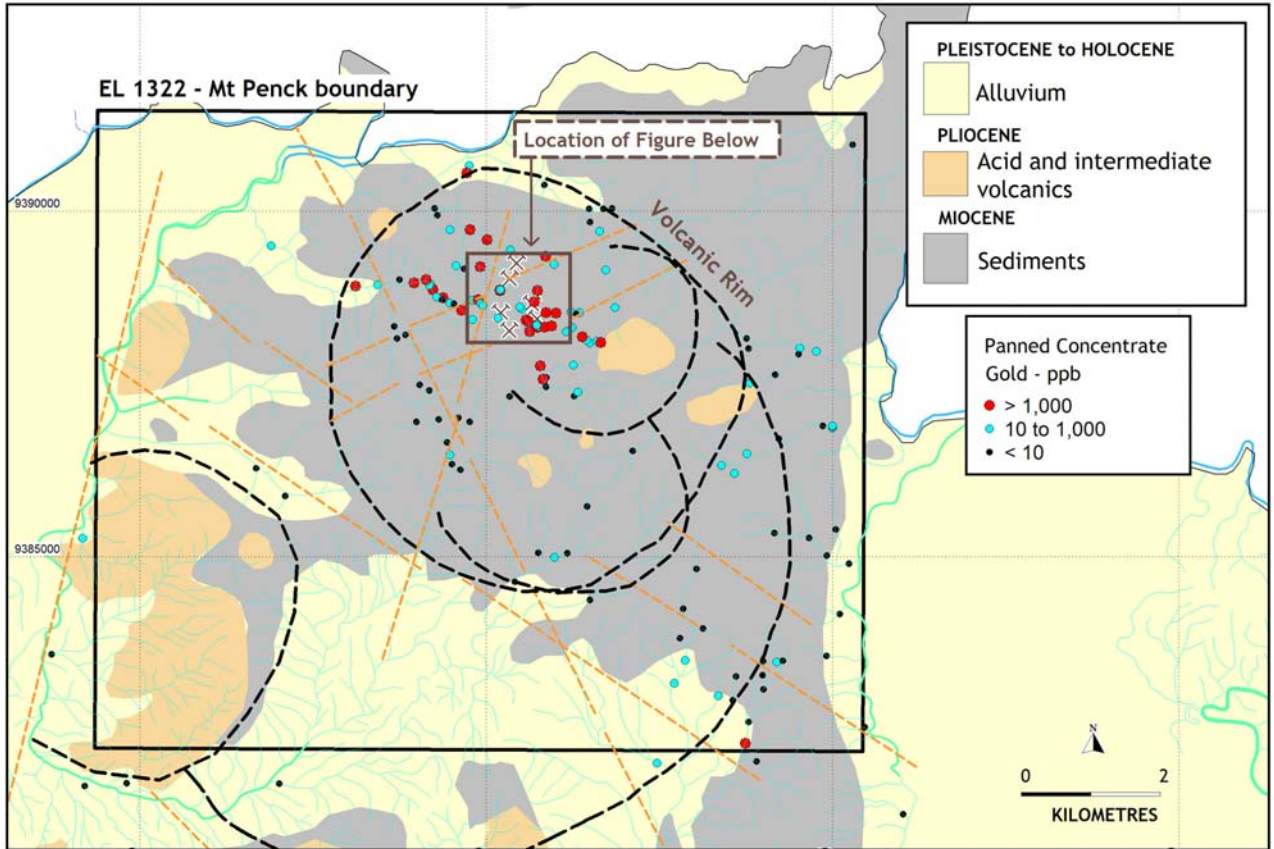 PLEISTOCENE to HOLOCENE
Alluvium
PLIOCENE
Acid and intermediate
volcanics
MIOCENE
Sediments
EL 1322 - Mt Penck boundary
Location of Figure Below
9390000
Volcanic Rim
Panned Concentrate
Gold - ppb
> 1,000
10 to 1,000
< 10
9385000
N
0 2
KILOMETRES